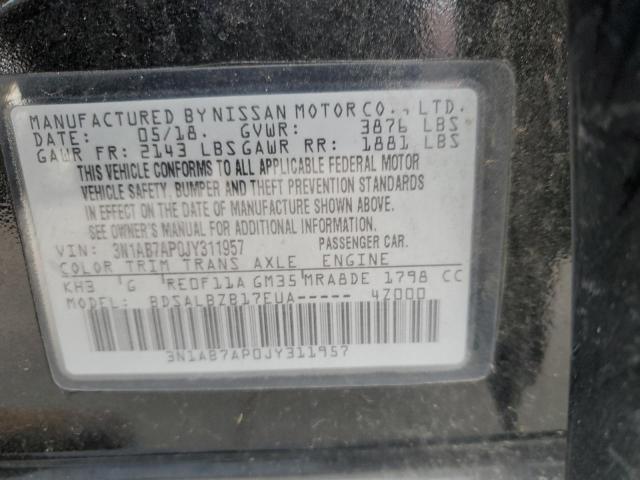 MANUFACTURED BY NISSAN MOTOR CO., LTD.
DATE: 05/18. GVWR: 3876 LBS
GAWR FR: 2143 LBS GAWR RR: 1881 LBS
THIS VEHICLE CONFORMS TO ALL APPLICABLE FEDERAL MOTOR
VEHICLE SAFETY, BUMPER AND THEFT PREVENTION STANDARDS
IN EFFECT ON THE DATE OF MANUFACTURE SHOWN ABOVE.
SEE OWNER'S MANUAL FOR ADDITIONAL INFORMATION.
VIN: 3N1AB7AP0JY311957 PASSENGER CAR.
COLOR TRIM TRANS AXLE ENGINE
KH3 G RE0F11A GM35 MRA8DE 1798 CC
MODEL: BDSALBZB17EUA----- 4Z000
3N1AB7AP0JY311957